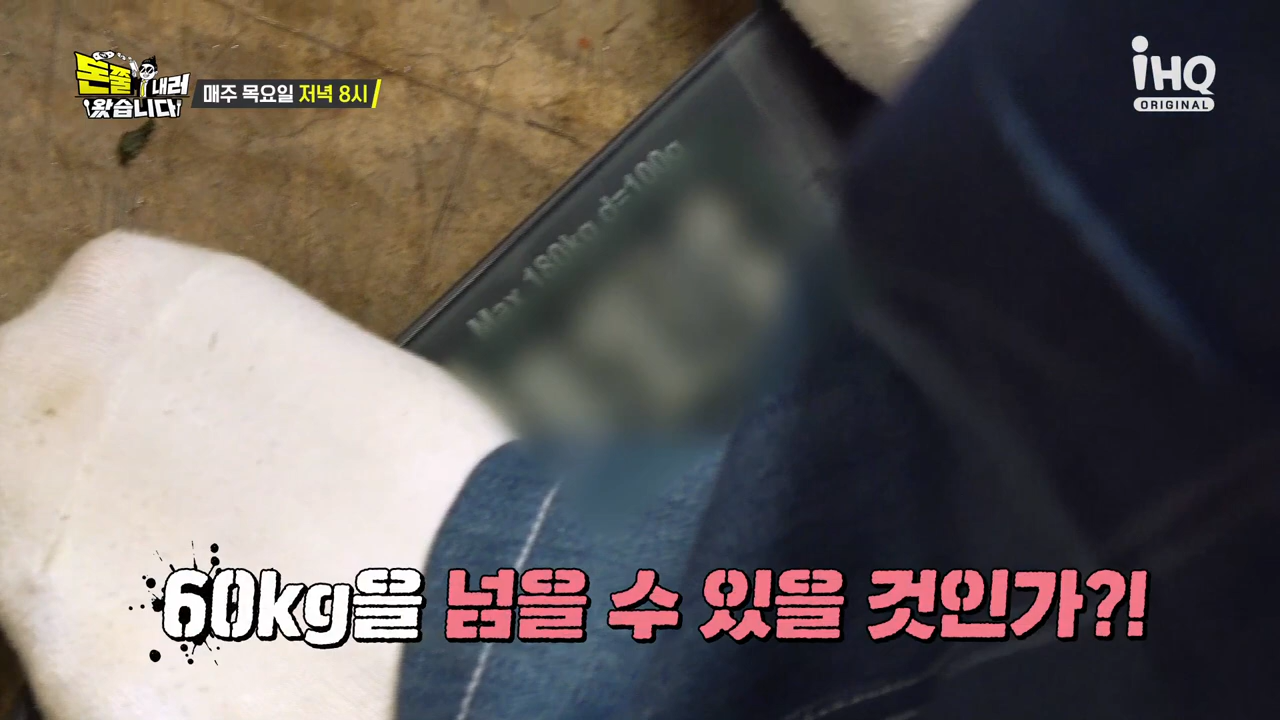 돈쭐 내러
왔습니다
매주 목요일 저녁 8시
iHQ
ORIGINAL
Max 180kg d=100g
60kg을 넘을 수 있을 것인가?!